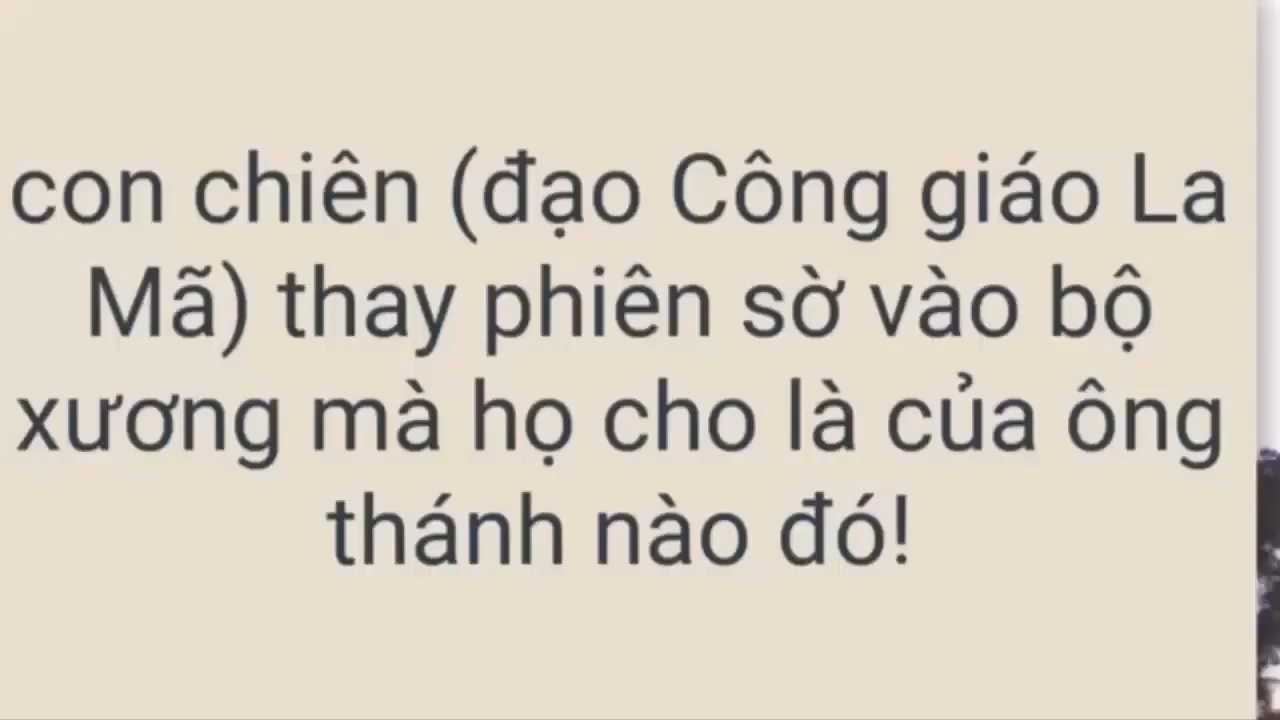 con chiên (đạo Công giáo La
Mã) thay phiên sờ vào bộ
xương mà họ cho là của ông
thánh nào đó!